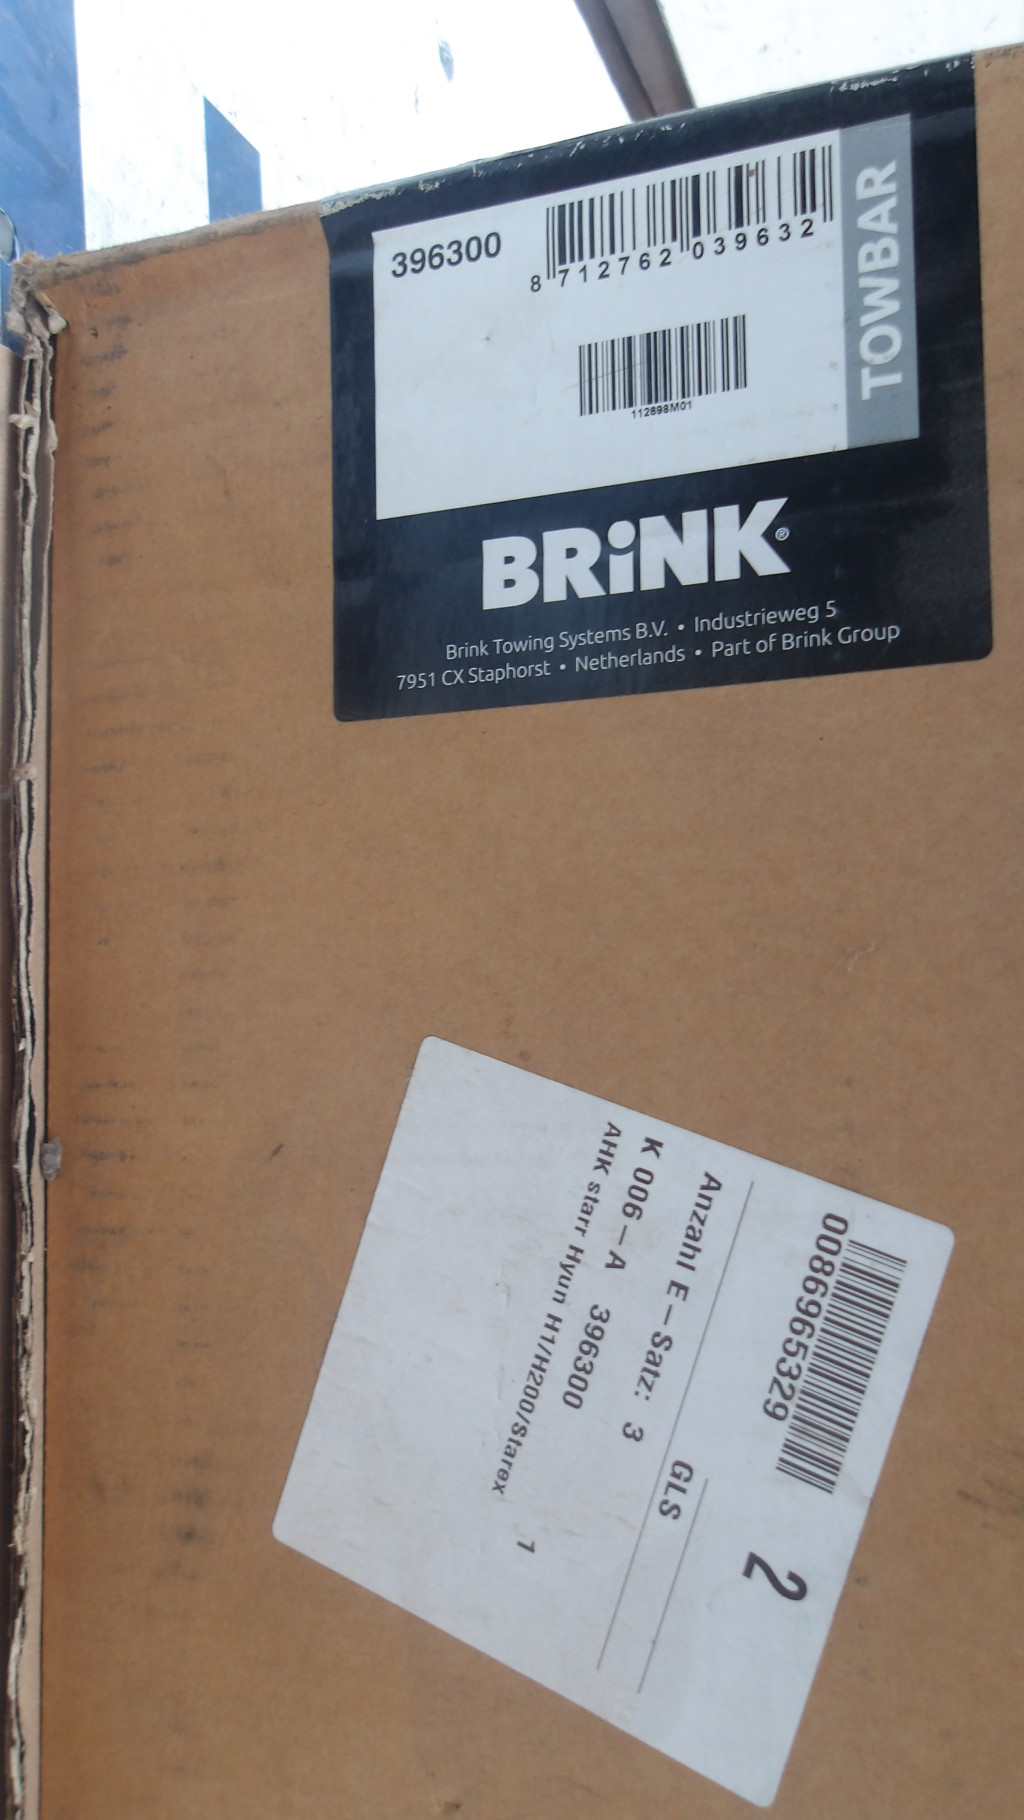 396300
8 712762 039632
112898M01
TOWBAR
BRiNK®
Brink Towing Systems B.V. • Industrieweg 5
7951 CX Staphorst • Netherlands • Part of Brink Group
0086965329
2
GLS
Anzahl E-Satz: 3
K 006-A 396300
AHK starr Hyun H1/H200/Starex 1